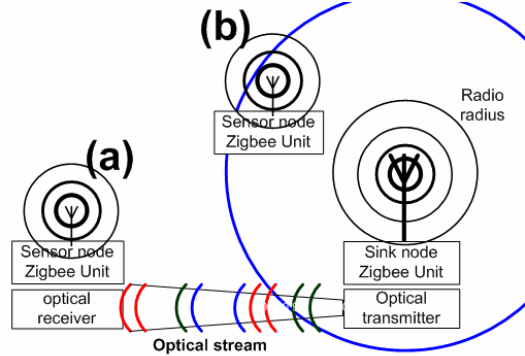 (b)
Radio
radius
Sensor node
Zigbee Unit
(a)
Sensor node
Zigbee Unit
Sink node
Zigbee Unit
optical
receiver
Optical
transmitter
Optical stream